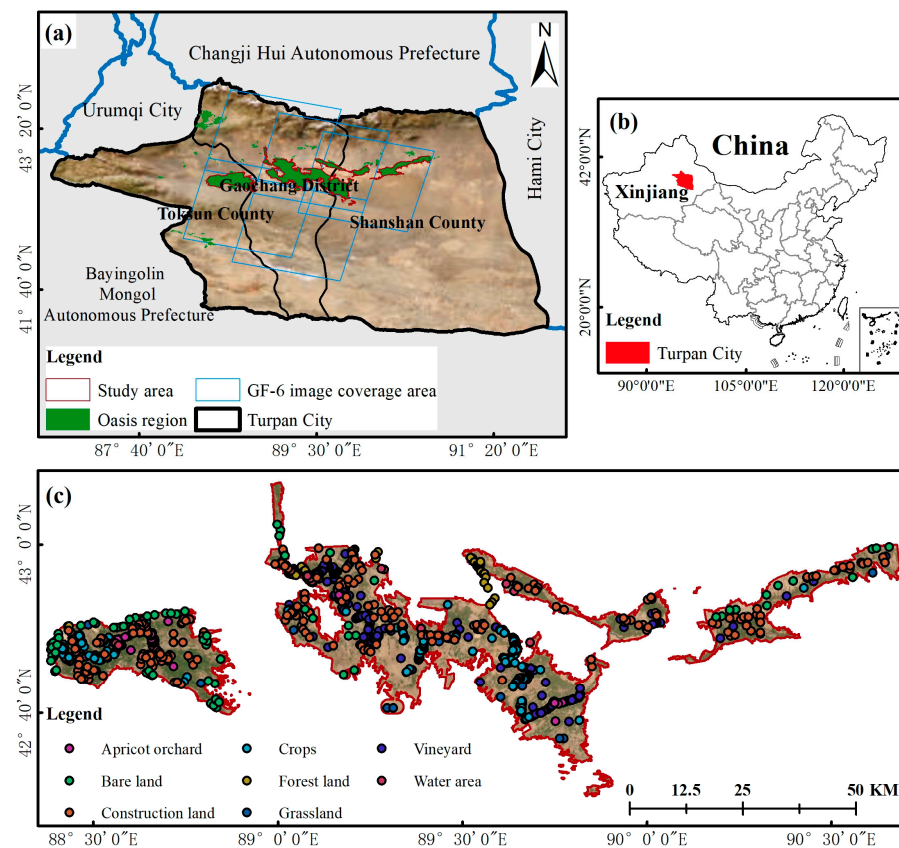 (a)
Changji Hui Autonomous Prefecture
N
Urumqi City
Hami City
Gaochang District
Toksun County
Shanshan County
Bayingolin
Mongol
Autonomous Prefecture
43° 20′ 0″N
41° 40′ 0″N
Legend
Study area
GF-6 image coverage area
Oasis region
Turpan City
87° 40′ 0″E
89° 30′ 0″E
91° 20′ 0″E
(b)
China
Xinjiang
42°0′0″N
20°0′0″N
Legend
Turpan City
90°0′0″E
105°0′0″E
120°0′0″E
(c)
43° 0′ 0″N
42° 40′ 0″N
Legend
Apricot orchard
Crops
Vineyard
Bare land
Forest land
Water area
Construction land
Grassland
0 12.5 25 50 KM
88° 30′ 0″E
89° 0′ 0″E
89° 30′ 0″E
90° 0′ 0″E
90° 30′ 0″E